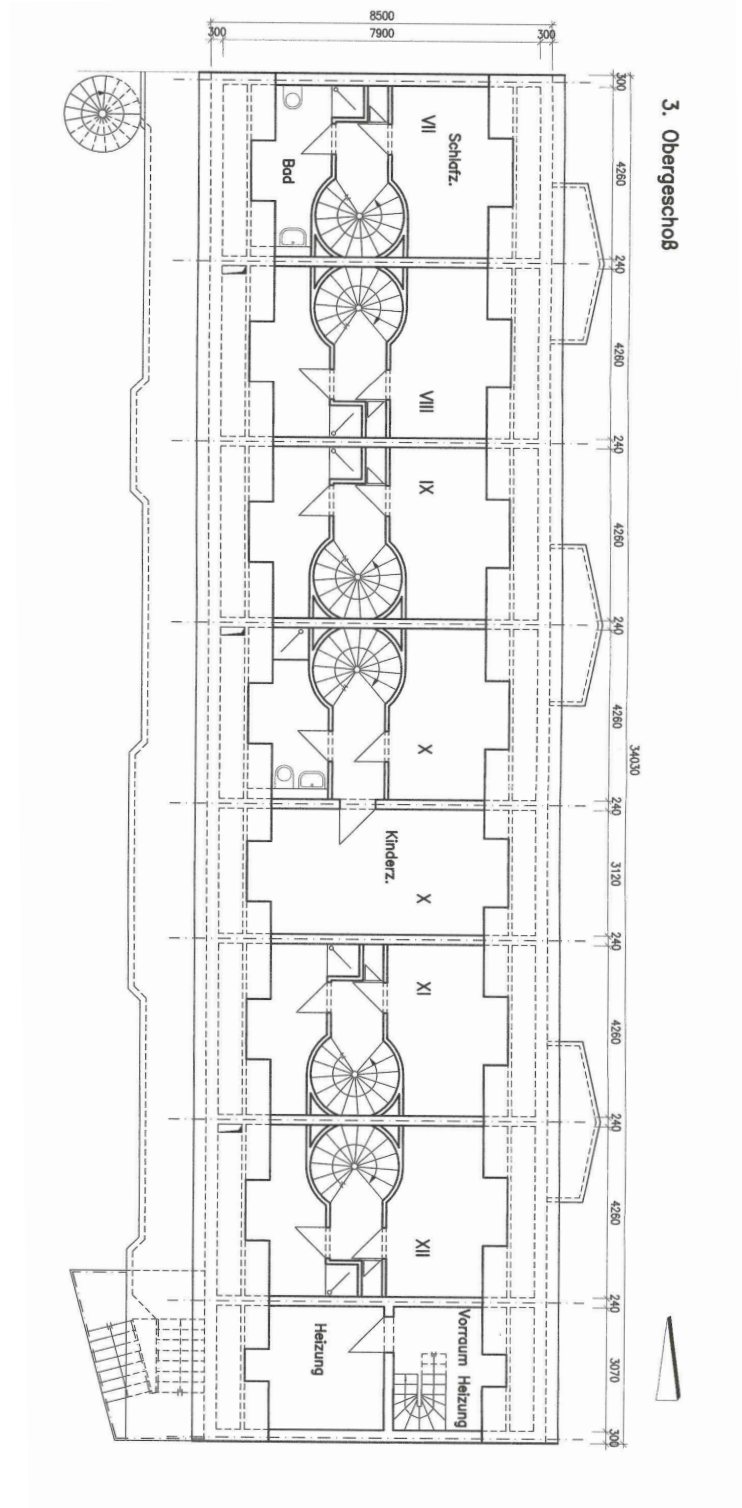 3. Obergeschoß
8500
300 7900 300
300
4260
240
4260
240
4260
240
4260
34030
240
3120
240
4260
240
4260
240
3070
300
VII
Schlafz.
Bad
VIII
IX
X
Kinderz.
X
XI
XII
Heizung
Vorraum Heizung